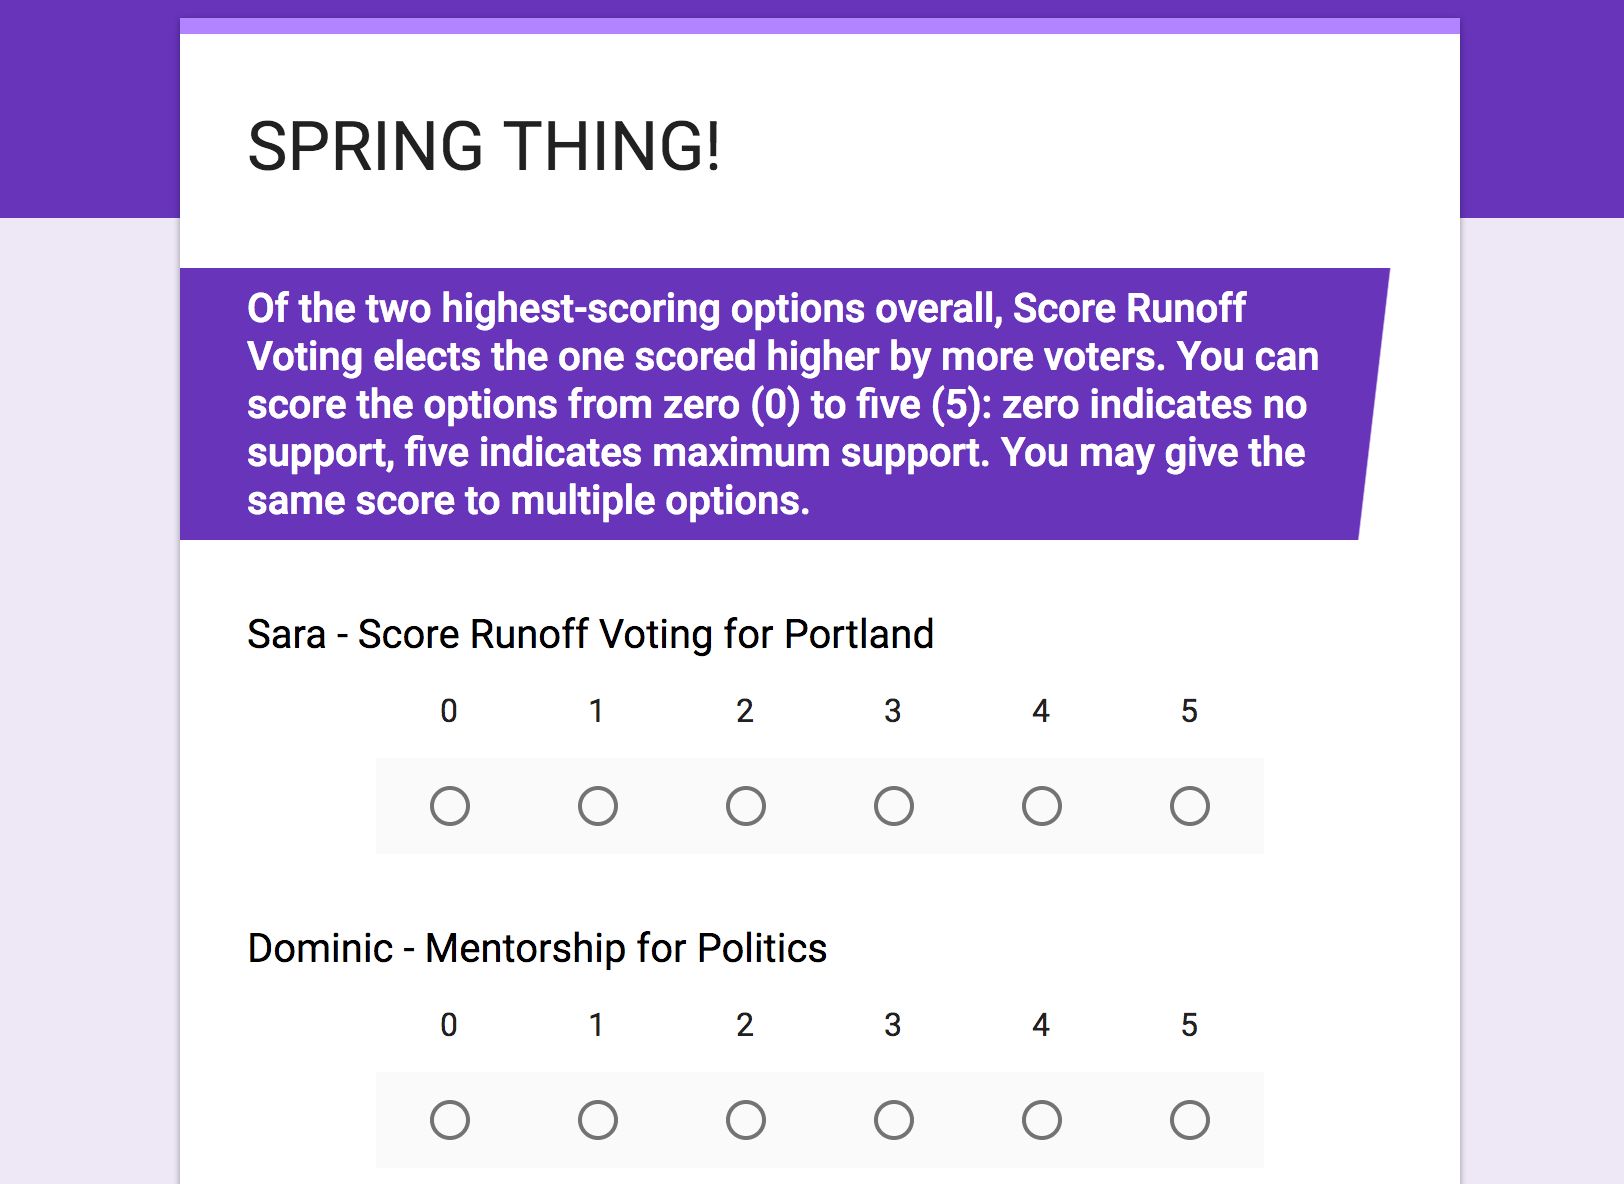 SPRING THING!
Of the two highest-scoring options overall, Score Runoff
Voting elects the one scored higher by more voters. You can
score the options from zero (0) to five (5): zero indicates no
support, five indicates maximum support. You may give the
same score to multiple options.
Sara - Score Runoff Voting for Portland
0 1 2 3 4 5
Dominic - Mentorship for Politics
0 1 2 3 4 5